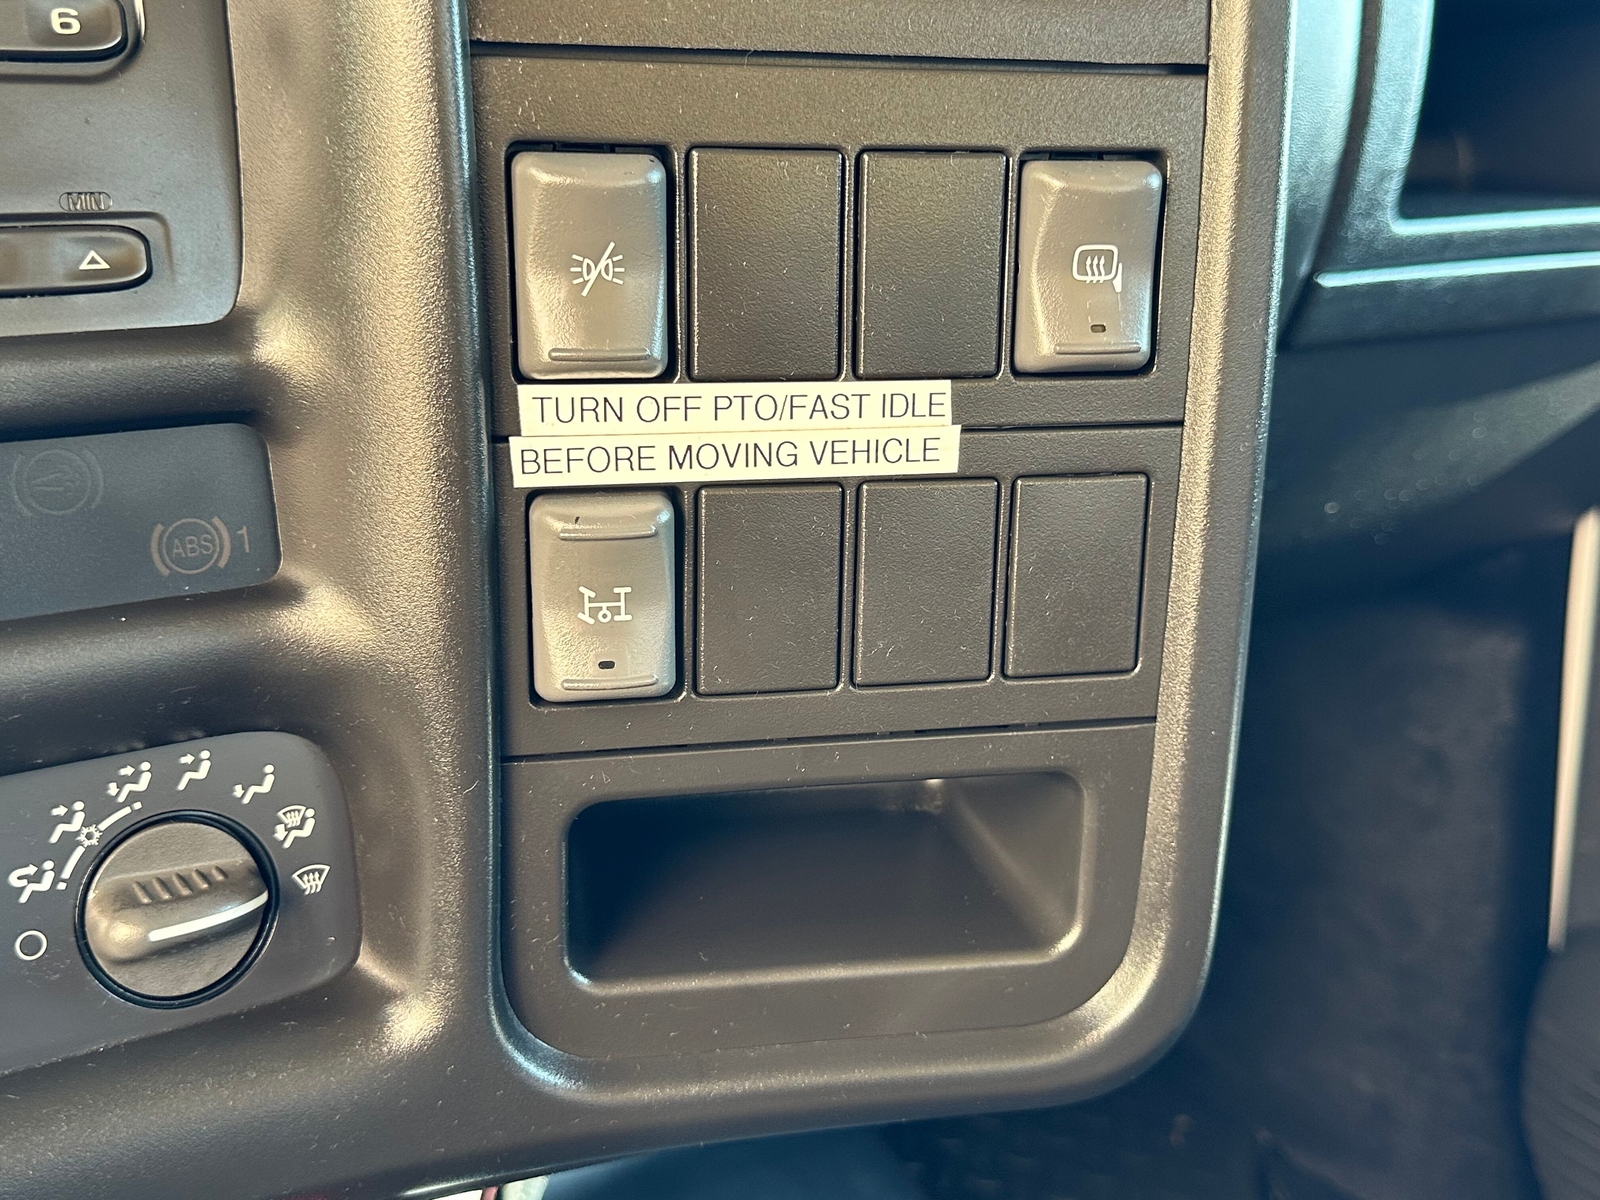 6
MIN
TURN OFF PTO/FAST IDLE
BEFORE MOVING VEHICLE
ABS 1